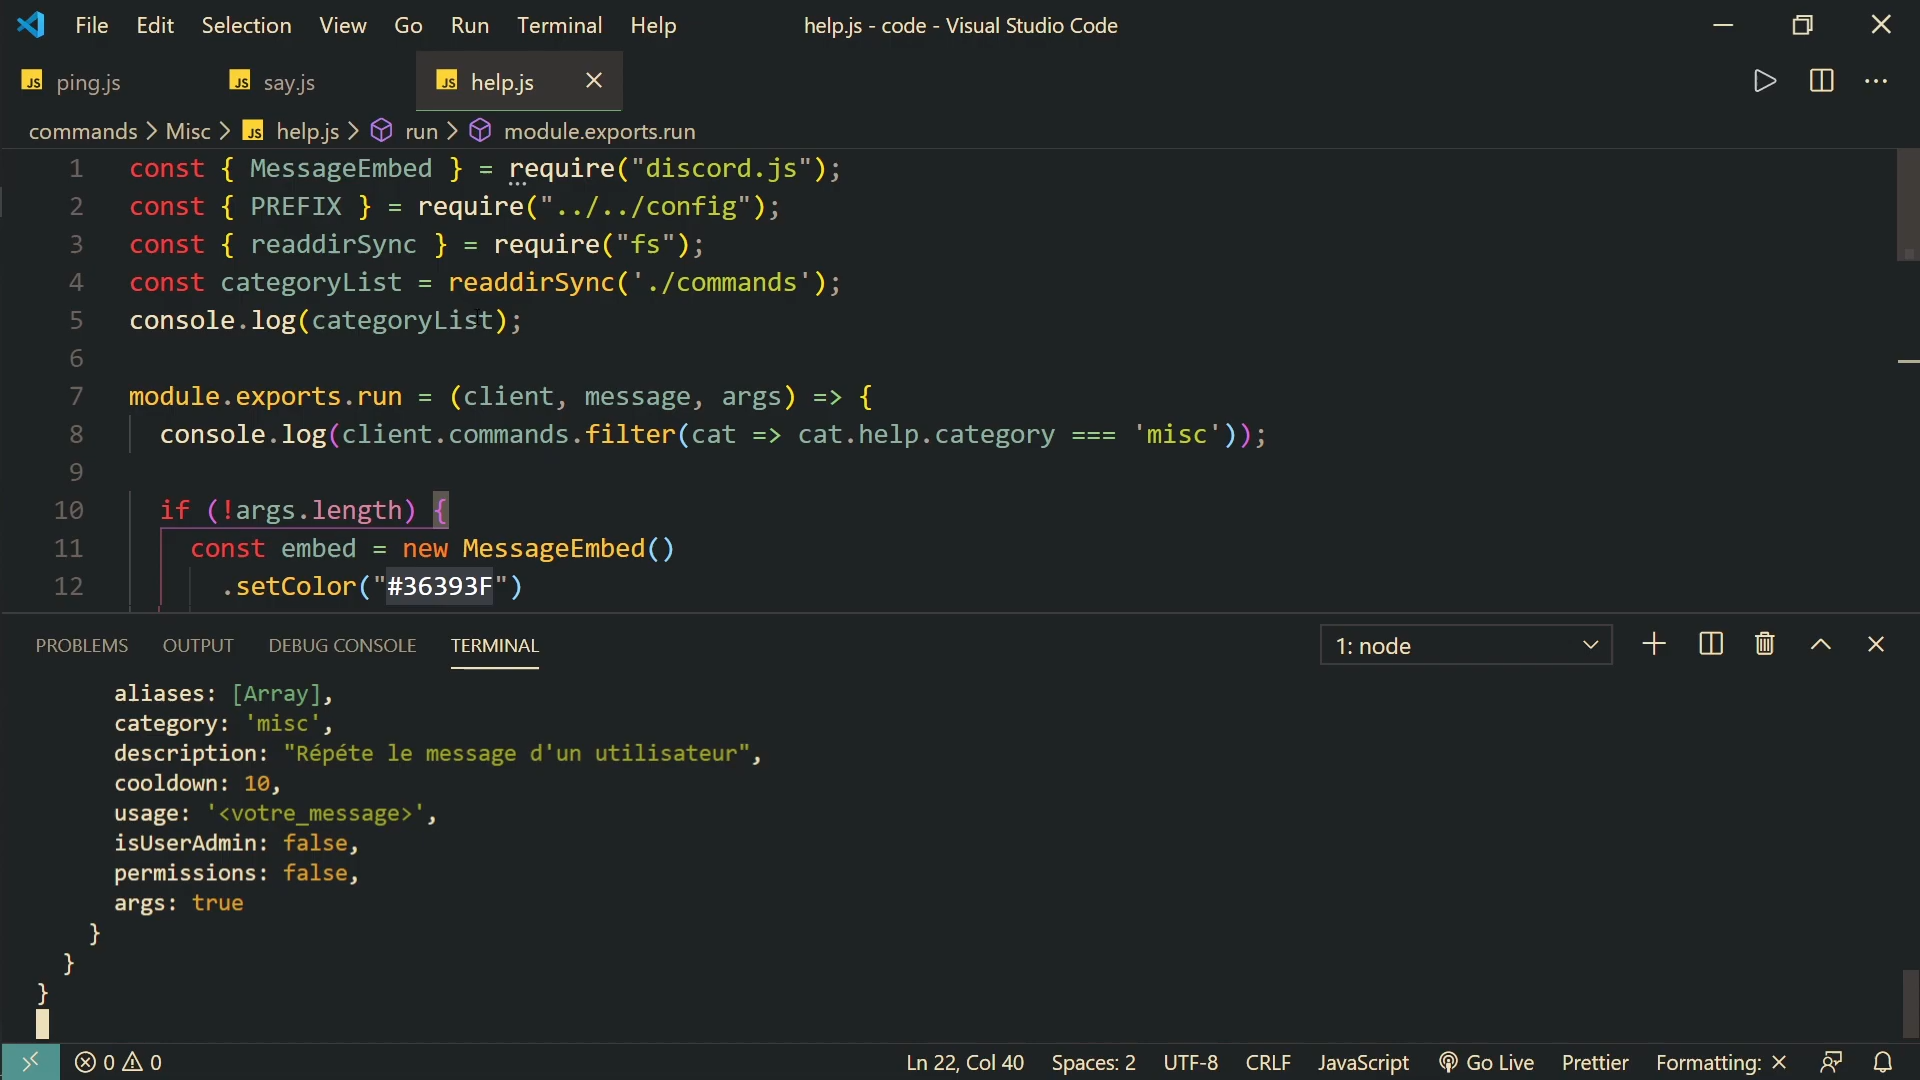 File Edit Selection View Go Run Terminal Help help.js - code - Visual Studio Code
JS ping.js JS say.js JS help.js
commands > Misc > JS help.js > run > module.exports.run
1 const { MessageEmbed } = require("discord.js");
2 const { PREFIX } = require("../../config");
3 const { readdirSync } = require("fs");
4 const categoryList = readdirSync('./commands');
5 console.log(categoryList);
6
7 module.exports.run = (client, message, args) => {
8 console.log(client.commands.filter(cat => cat.help.category === 'misc'));
9
10 if (!args.length) {
11 const embed = new MessageEmbed()
12 .setColor("#36393F")
PROBLEMS OUTPUT DEBUG CONSOLE TERMINAL 1: node
aliases: [Array],
category: 'misc',
description: "Répéte le message d'un utilisateur",
cooldown: 10,
usage: '<votre_message>',
isUserAdmin: false,
permissions: false,
args: true
}
}
}
0 0 Ln 22, Col 40 Spaces: 2 UTF-8 CRLF JavaScript Go Live Prettier Formatting: ×